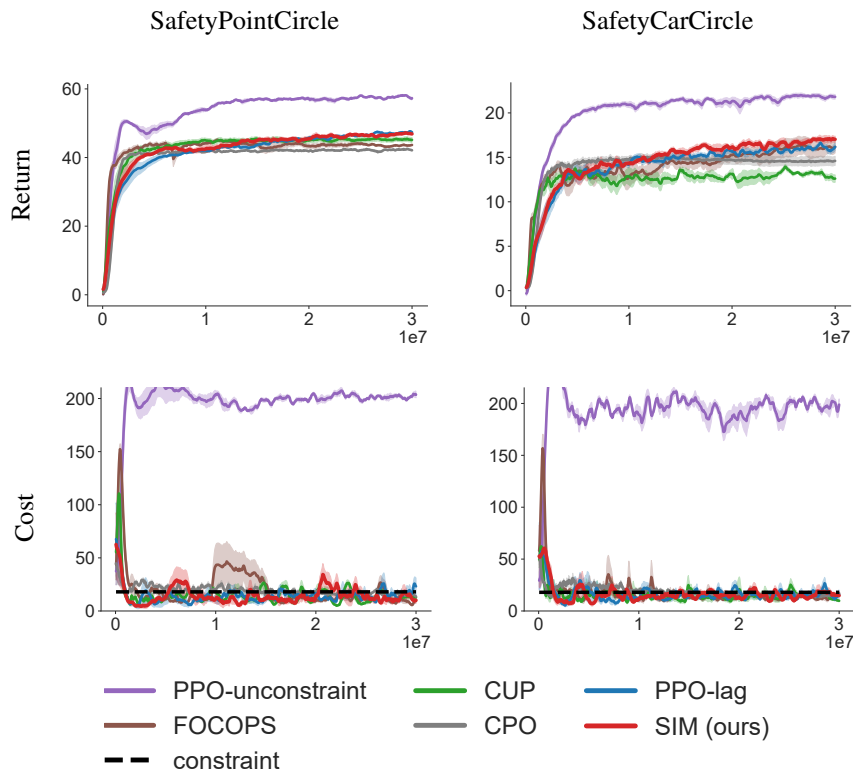 SafetyPointCircle
SafetyCarCircle
Return
60
40
20
0
0
1
2
3
1e7
20
15
10
5
0
0
1
2
3
1e7
Cost
200
150
100
50
0
0
1
2
3
1e7
200
150
100
50
0
0
1
2
3
1e7
PPO-unconstraint
CUP
PPO-lag
FOCOPS
CPO
SIM (ours)
constraint